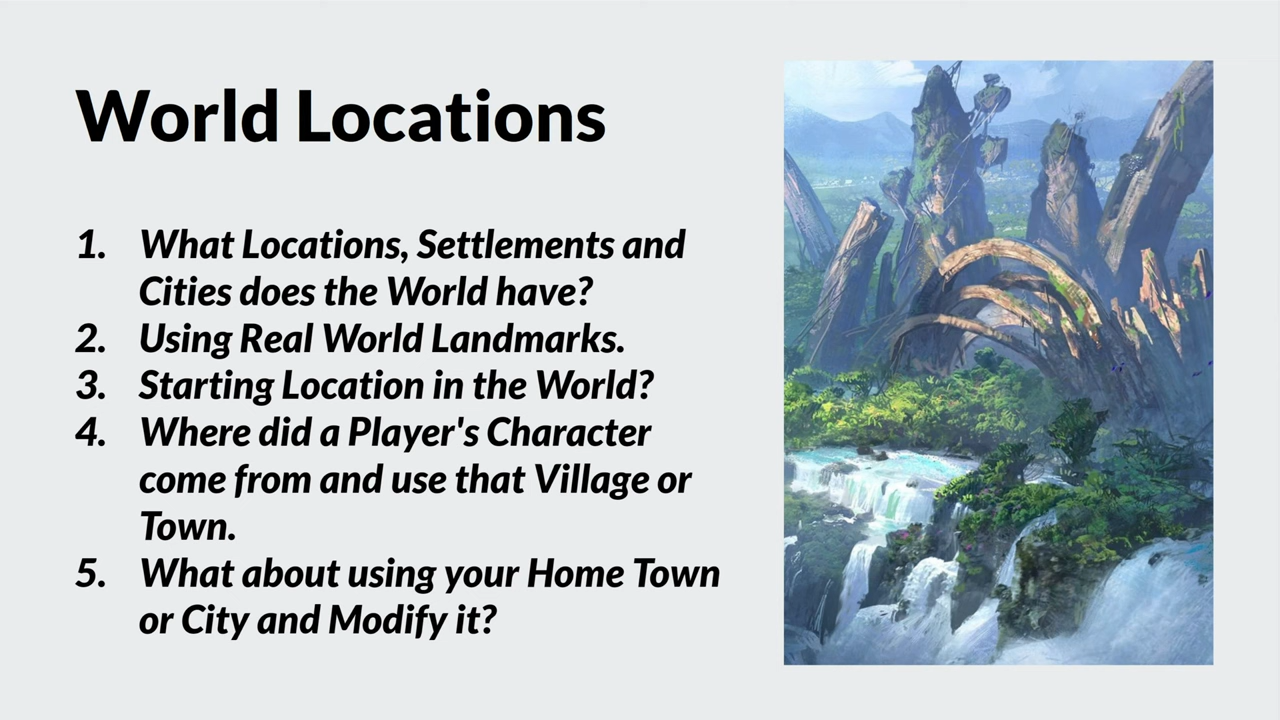 World Locations
1. What Locations, Settlements and
Cities does the World have?
2. Using Real World Landmarks.
3. Starting Location in the World?
4. Where did a Player's Character
come from and use that Village or
Town.
5. What about using your Home Town
or City and Modify it?